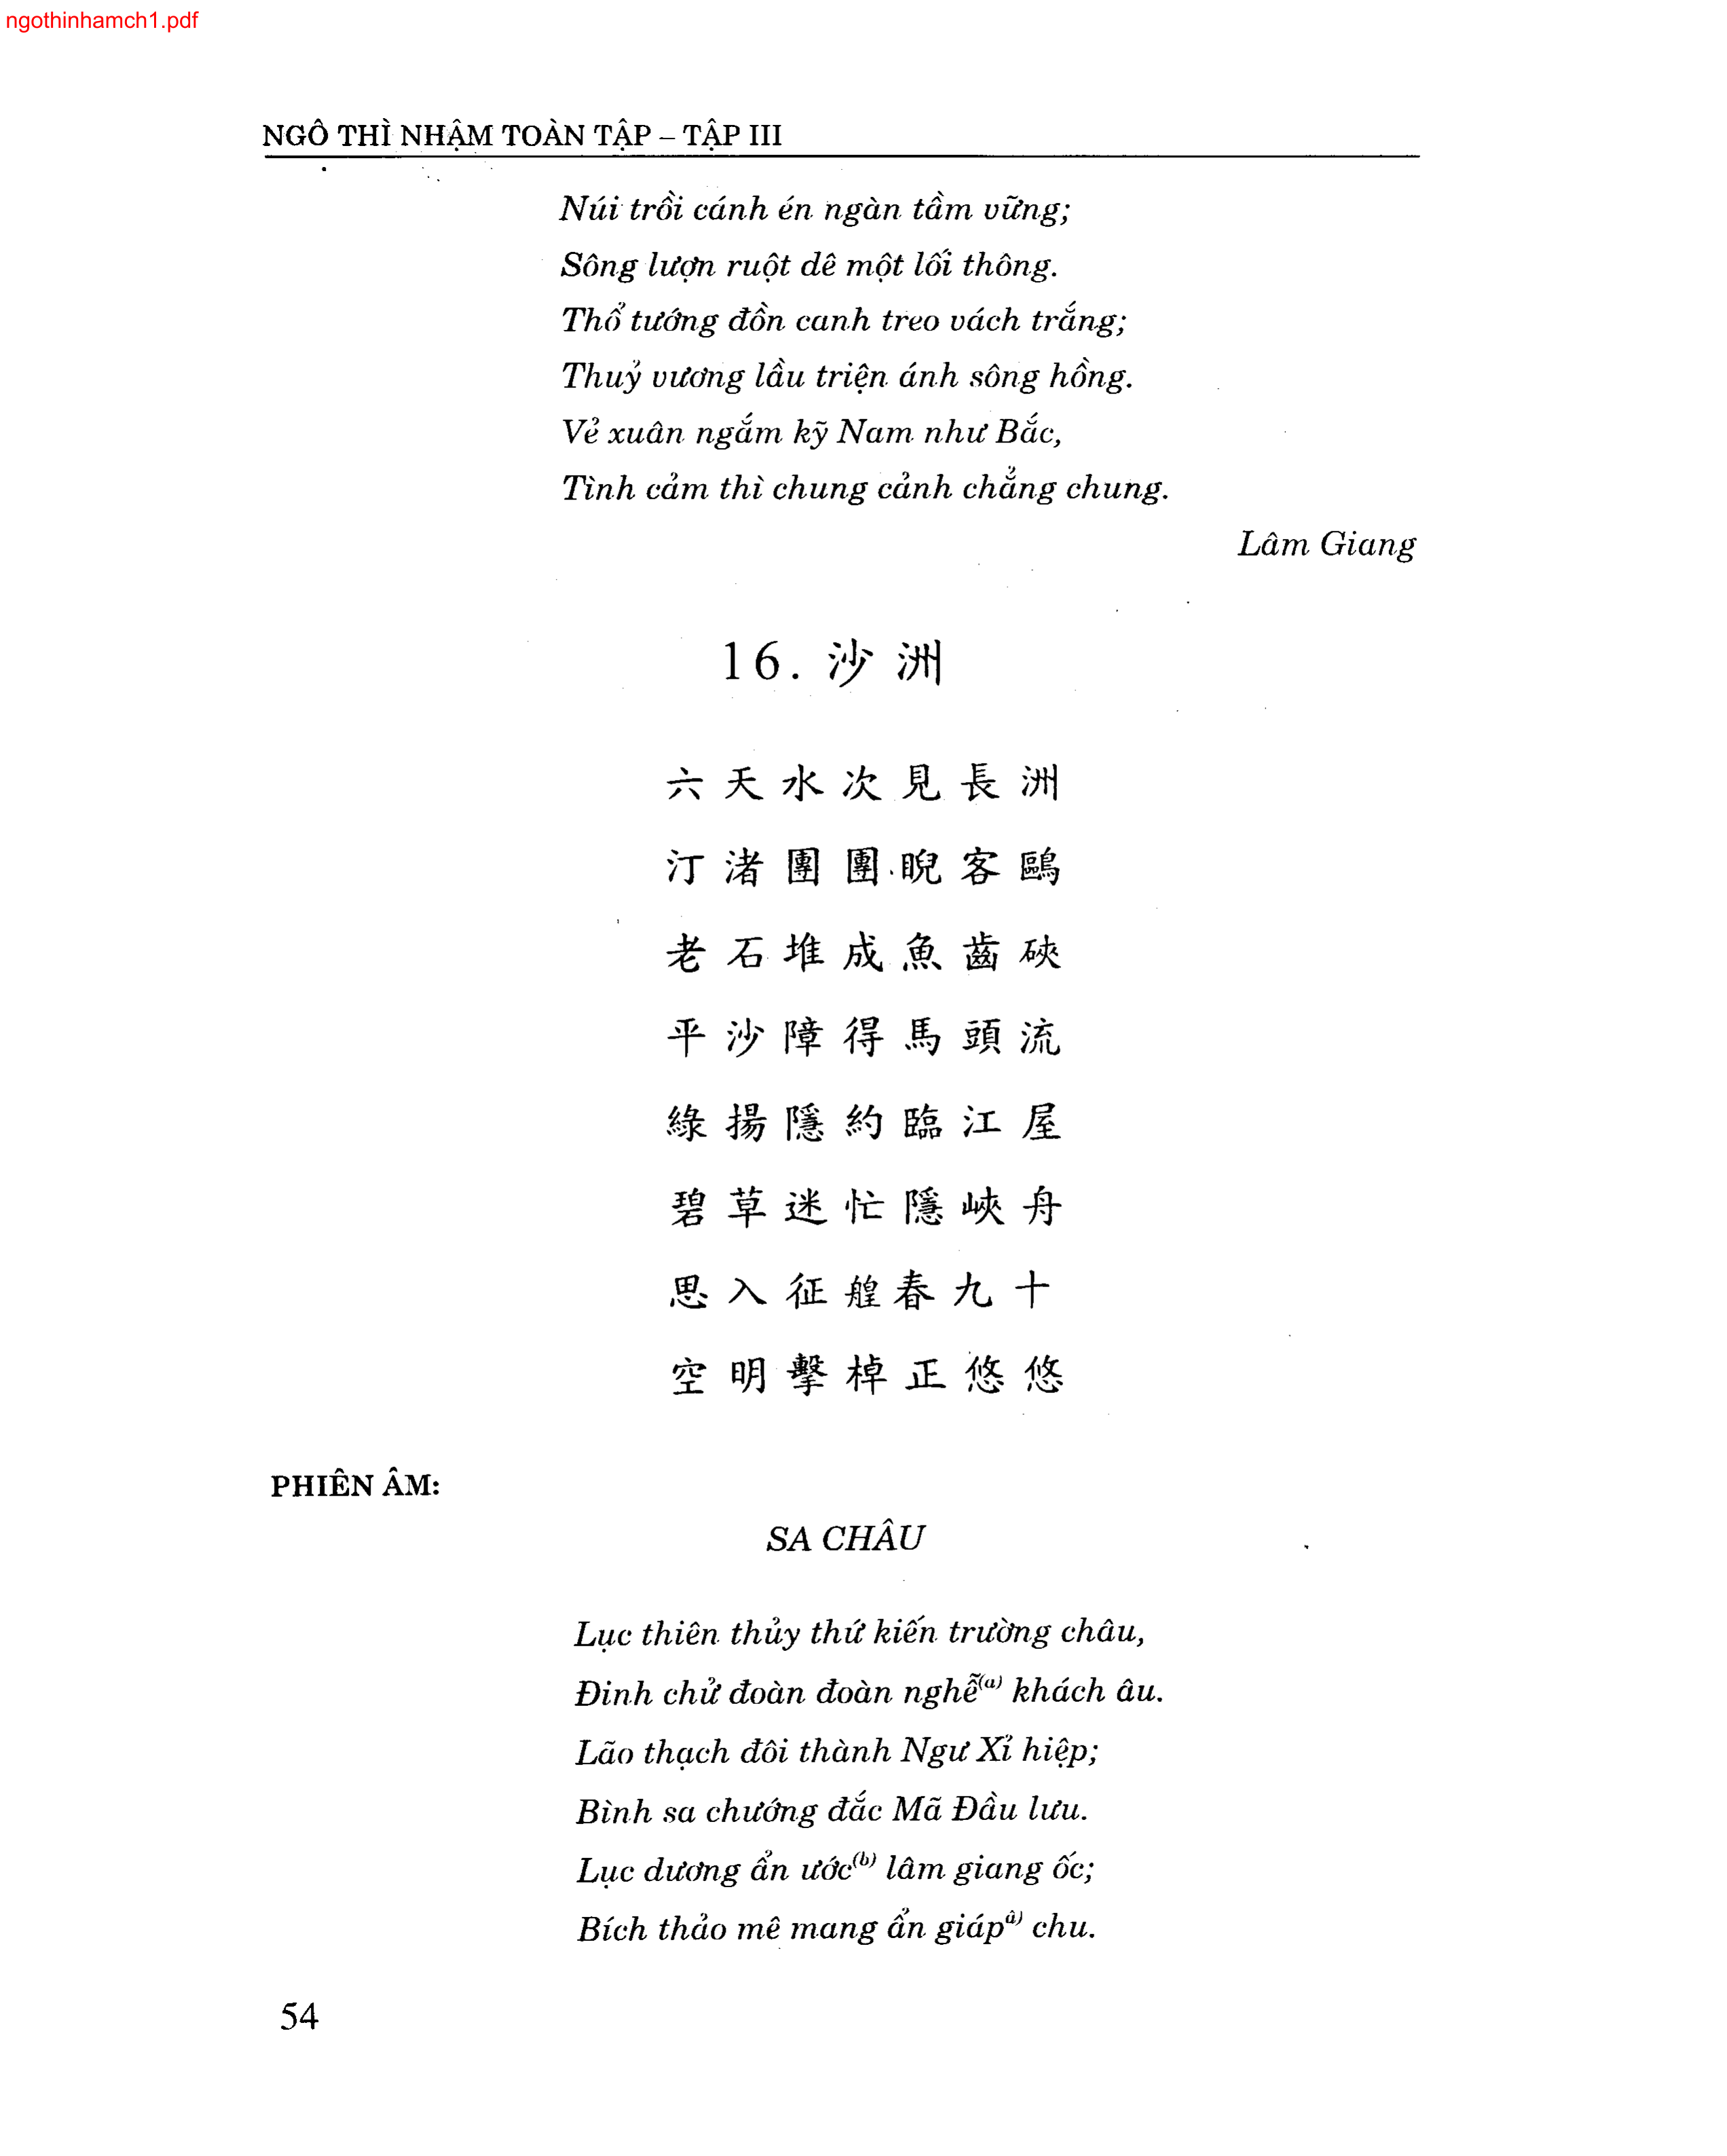 ngothinhamch1.pdf
NGÔ THÌ NHẬM TOÀN TẬP – TẬP III
Núi trồi cánh én ngàn tầm vững;
Sông lượn ruột dê một lối thông.
Thổ tướng đồn canh treo vách trắng;
Thuỷ vương lầu triện ánh sông hồng.
Vẻ xuân ngắm kỹ Nam như Bắc,
Tình cảm thì chung cảnh chẳng chung.
Lâm Giang
16. 沙洲
六天水次見長洲
汀渚團團睨客鷗
老石堆成魚齒硤
平沙障得馬頭流
綠揚隱約臨江屋
碧草迷忙隱峽舟
思入征艎春九十
空明擊棹正悠悠
PHIÊN ÂM:
SA CHÂU
Lục thiên thủy thứ kiến trường châu,
Đinh chử đoàn đoàn nghễ(a) khách âu.
Lão thạch đôi thành Ngư Xỉ hiệp;
Bình sa chướng đắc Mã Đầu lưu.
Lục dương ẩn ước(b) lâm giang ốc;
Bích thảo mê mang ẩn giáp(â) chu.
54